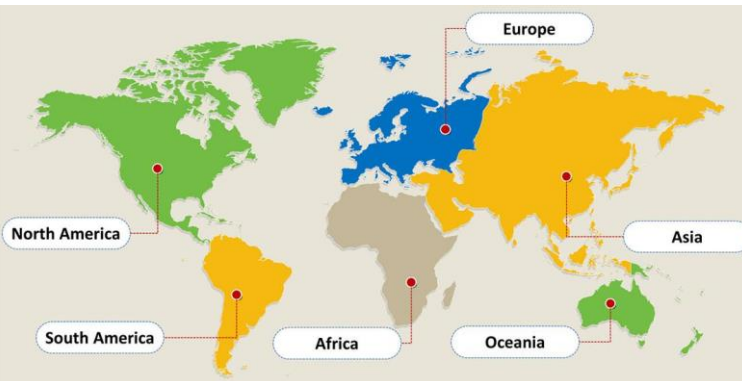 Europe
North America
Asia
South America
Africa
Oceania